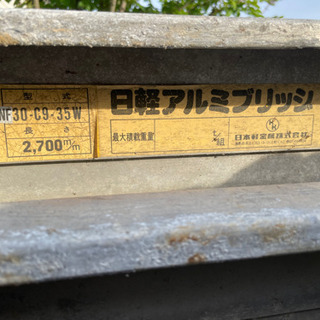 型式
NF30-C9-35W
長さ
2,700m/m
日軽アルミブリッジ
最大積載重量
t/組
日本軽金属株式会社